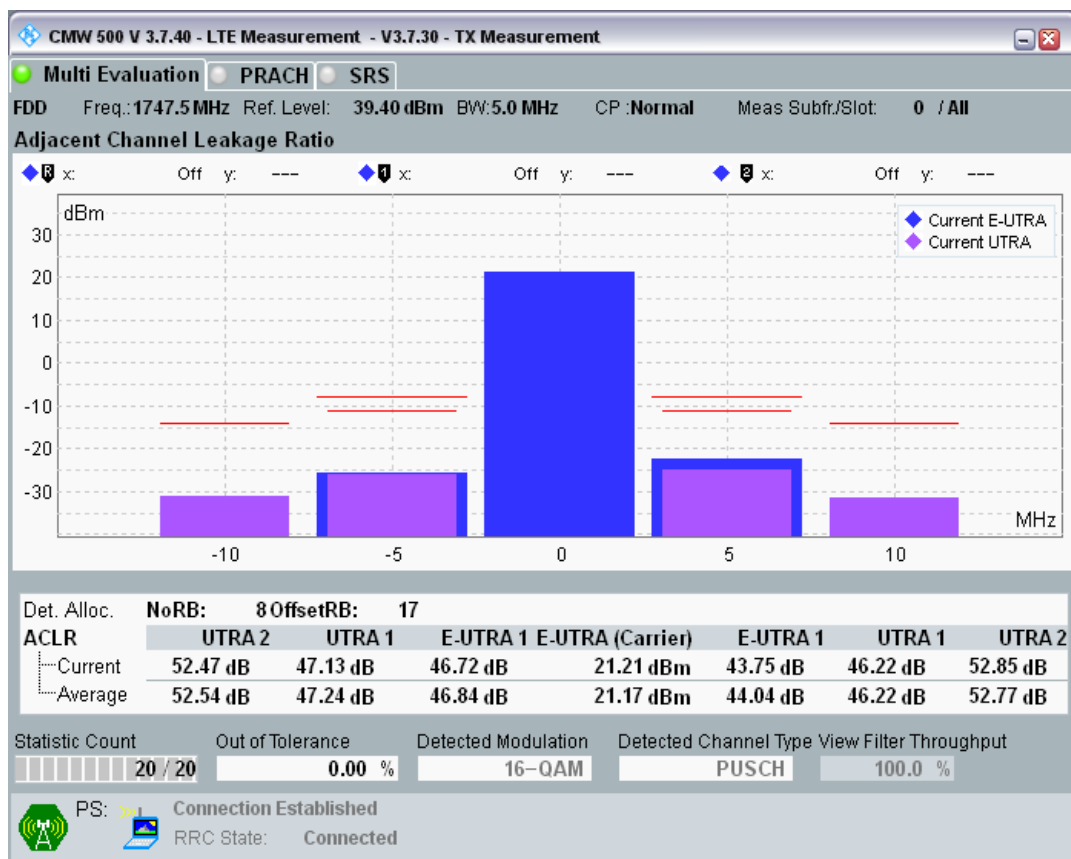 CMW 500 V 3.7.40 - LTE Measurement - V3.7.30 - TX Measurement
Multi Evaluation PRACH SRS
FDD Freq.: 1747.5 MHz Ref. Level: 39.40 dBm BW: 5.0 MHz CP : Normal Meas Subfr./Slot: 0 / All
Adjacent Channel Leakage Ratio
R x: Off y: --- 1 x: Off y: --- 2 x: Off y: ---
dBm
Current E-UTRA
Current UTRA
30
20
10
0
-10
-20
-30
MHz
-10 -5 0 5 10
Det. Alloc. NoRB: 8 OffsetRB: 17
ACLR UTRA 2 UTRA 1 E-UTRA 1 E-UTRA (Carrier) E-UTRA 1 UTRA 1 UTRA 2
Current 52.47 dB 47.13 dB 46.72 dB 21.21 dBm 43.75 dB 46.22 dB 52.85 dB
Average 52.54 dB 47.24 dB 46.84 dB 21.17 dBm 44.04 dB 46.22 dB 52.77 dB
Statistic Count Out of Tolerance Detected Modulation Detected Channel Type View Filter Throughput
20 / 20 0.00 % 16-QAM PUSCH 100.0 %
PS: Connection Established
RRC State: Connected